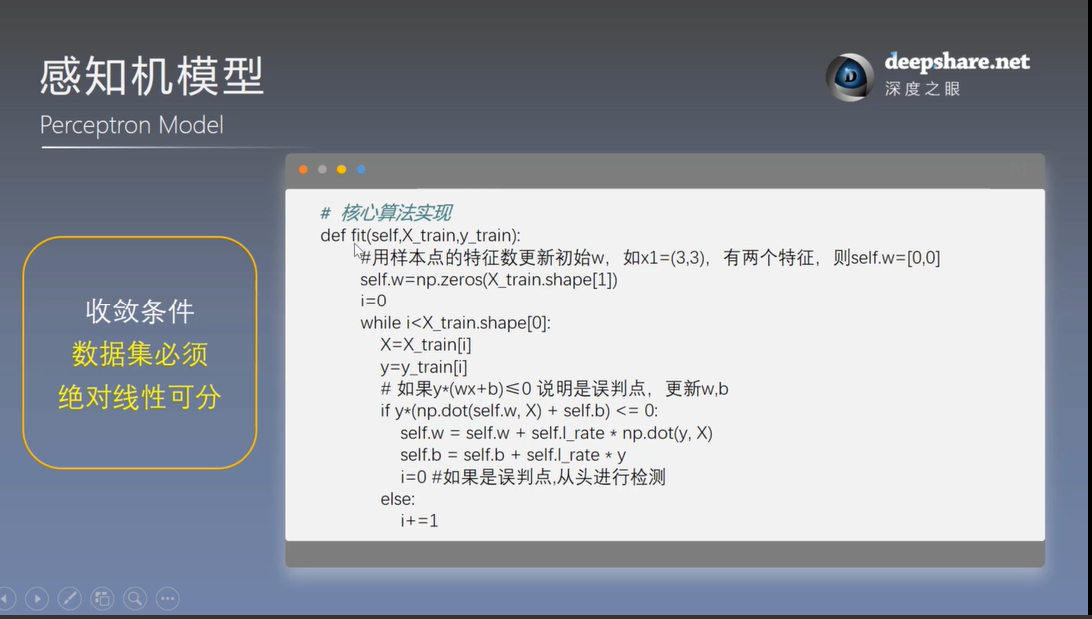 感知机模型
Perceptron Model
deepshare.net
深度之眼
收敛条件
数据集必须
绝对线性可分
# 核心算法实现
def fit(self,X_train,y_train):
#用样本点的特征数更新初始w，如x1=(3,3)，有两个特征，则self.w=[0,0]
self.w=np.zeros(X_train.shape[1])
i=0
while i<X_train.shape[0]:
X=X_train[i]
y=y_train[i]
# 如果y*(wx+b)≤0 说明是误判点，更新w,b
if y*(np.dot(self.w, X) + self.b) <= 0:
self.w = self.w + self.l_rate * np.dot(y, X)
self.b = self.b + self.l_rate * y
i=0 #如果是误判点,从头进行检测
else:
i+=1